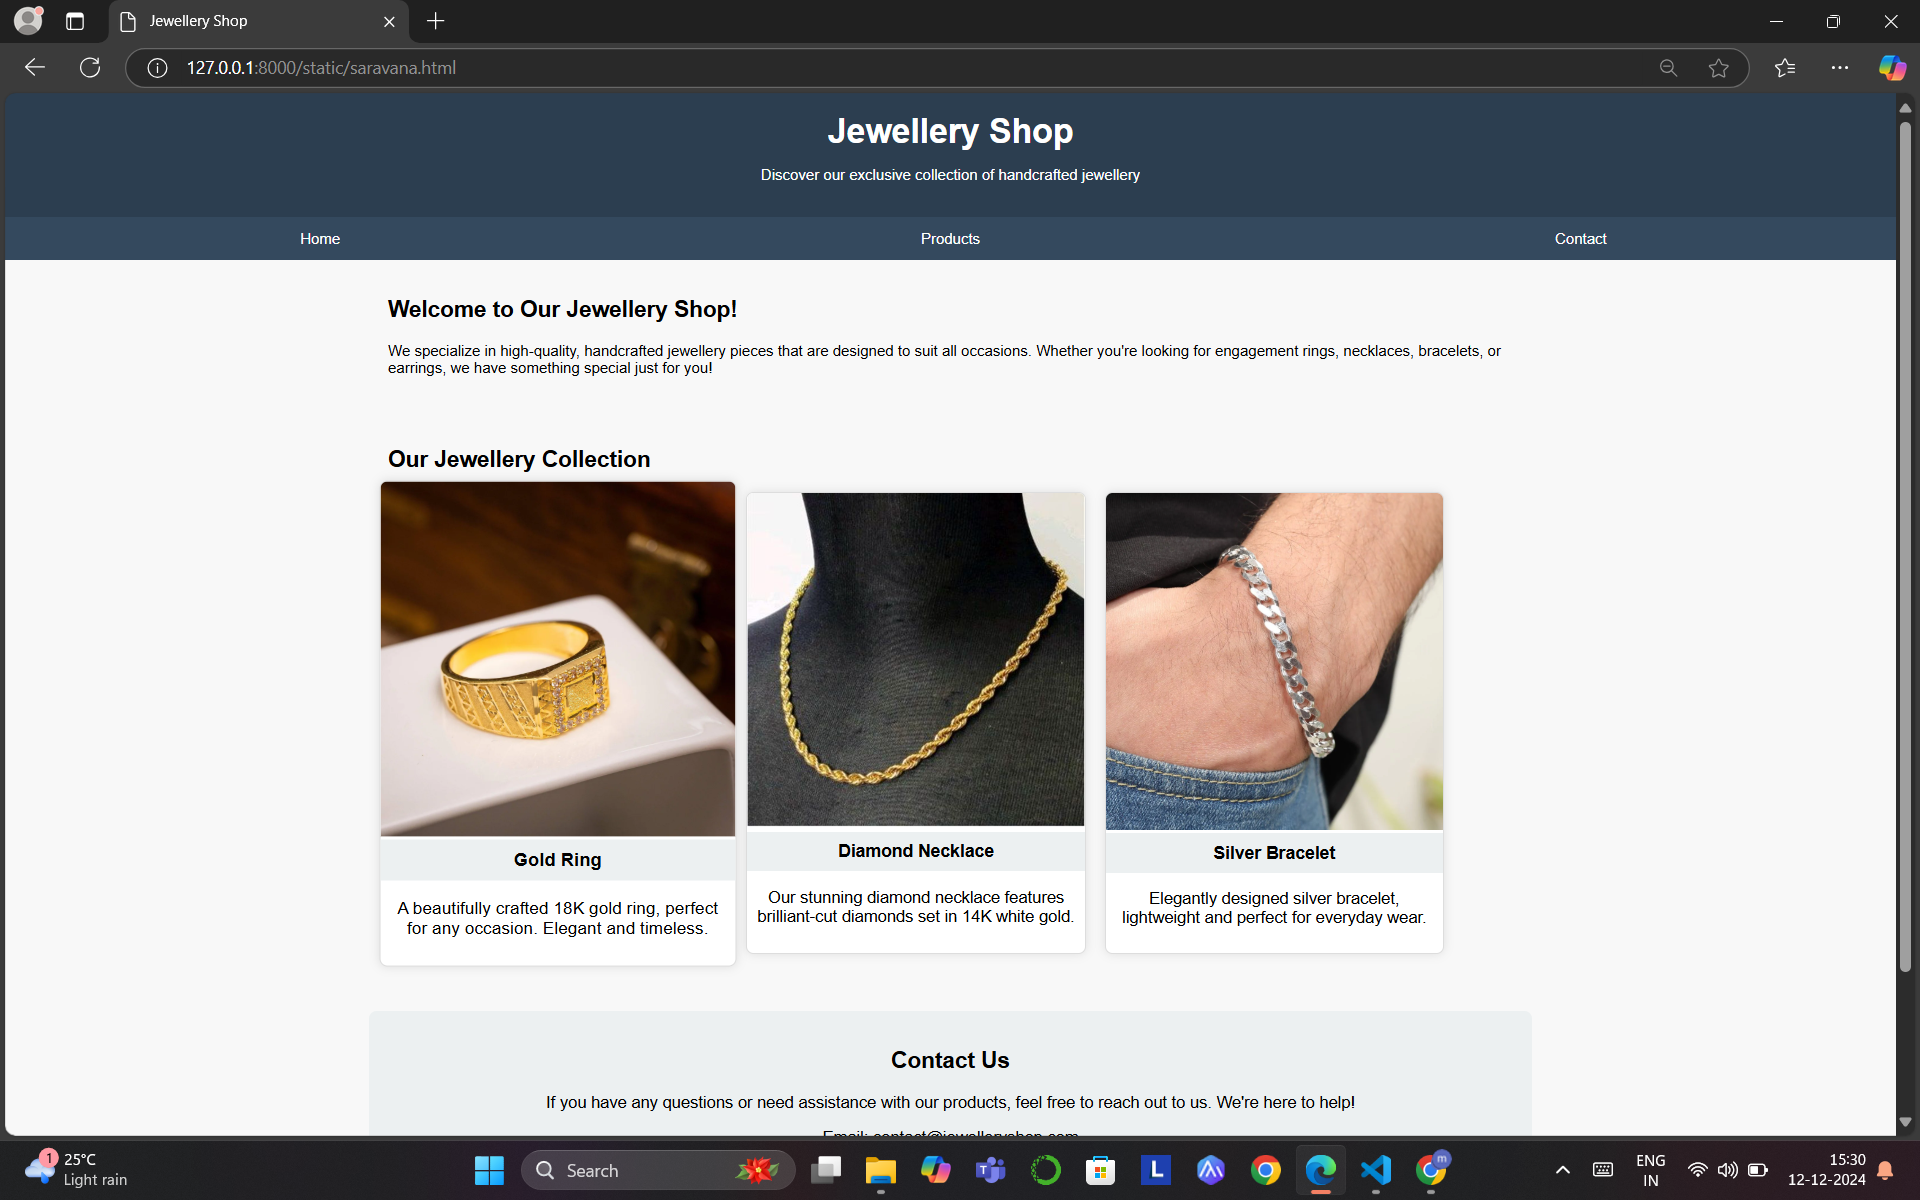 Jewellery Shop
127.0.0.1:8000/static/saravana.html
Jewellery Shop
Discover our exclusive collection of handcrafted jewellery
Home
Products
Contact
Welcome to Our Jewellery Shop!
We specialize in high-quality, handcrafted jewellery pieces that are designed to suit all occasions. Whether you're looking for engagement rings, necklaces, bracelets, or
earrings, we have something special just for you!
Our Jewellery Collection
Gold Ring
A beautifully crafted 18K gold ring, perfect
for any occasion. Elegant and timeless.
Diamond Necklace
Our stunning diamond necklace features
brilliant-cut diamonds set in 14K white gold.
Silver Bracelet
Elegantly designed silver bracelet,
lightweight and perfect for everyday wear.
Contact Us
If you have any questions or need assistance with our products, feel free to reach out to us. We're here to help!
Email: contact@jewelleryshop.com
1
25°C
Light rain
Search
T
L
m
ENG
IN
15:30
12-12-2024